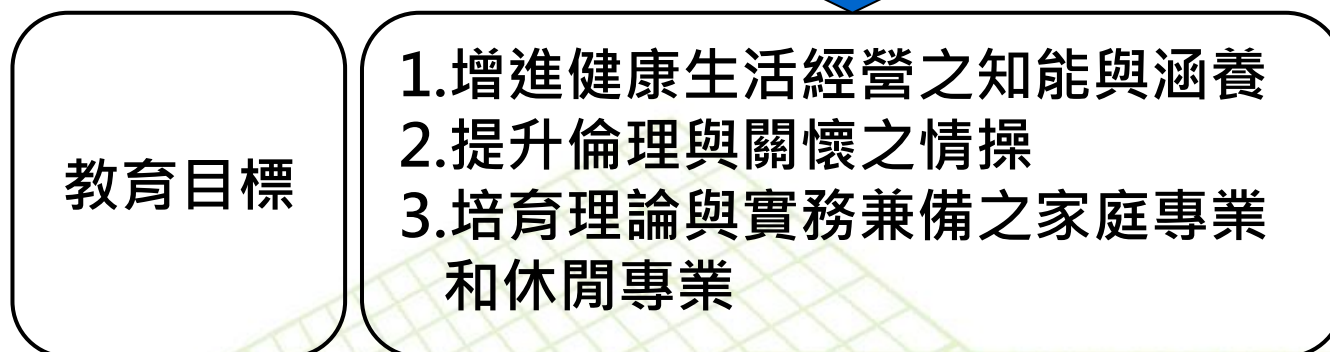 教育目標
1.增進健康生活經營之知能與涵養
2.提升倫理與關懷之情操
3.培育理論與實務兼備之家庭專業
和休閒專業